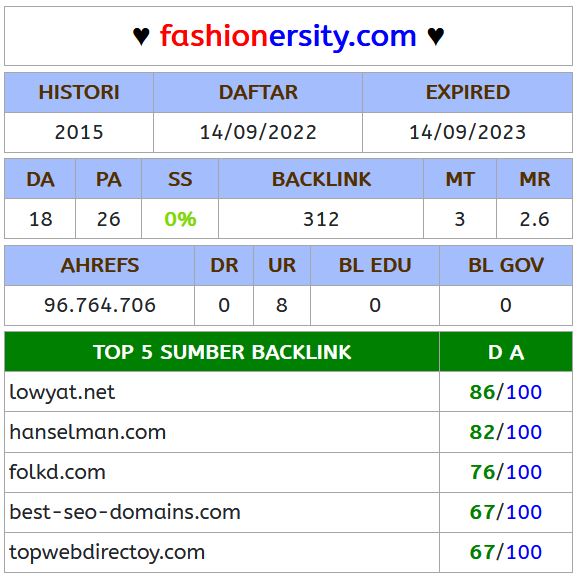 ♥ fashionersity.com ♥
HISTORI DAFTAR EXPIRED
2015 14/09/2022 14/09/2023
DA PA SS BACKLINK MT MR
18 26 0% 312 3 2.6
AHREFS DR UR BL EDU BL GOV
96.764.706 0 8 0 0
TOP 5 SUMBER BACKLINK D A
lowyat.net 86/100
hanselman.com 82/100
folkd.com 76/100
best-seo-domains.com 67/100
topwebdirectoy.com 67/100